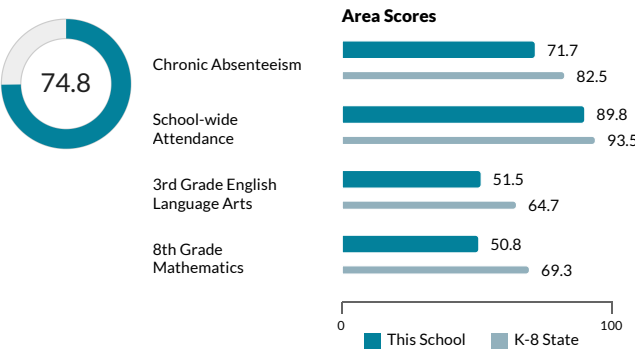 Area Scores
74.8
Chronic Absenteeism
71.7
82.5
School-wide
Attendance
89.8
93.5
3rd Grade English
Language Arts
51.5
64.7
8th Grade
Mathematics
50.8
69.3
0
100
This School
K-8 State